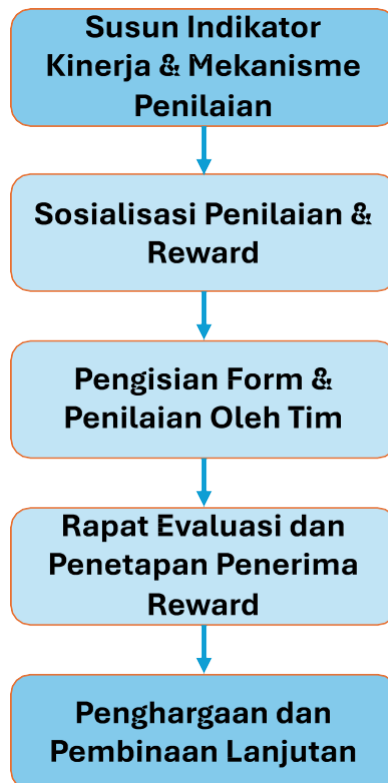 Susun Indikator
Kinerja & Mekanisme
Penilaian
Sosialisasi Penilaian &
Reward
Pengisian Form &
Penilaian Oleh Tim
Rapat Evaluasi dan
Penetapan Penerima
Reward
Penghargaan dan
Pembinaan Lanjutan